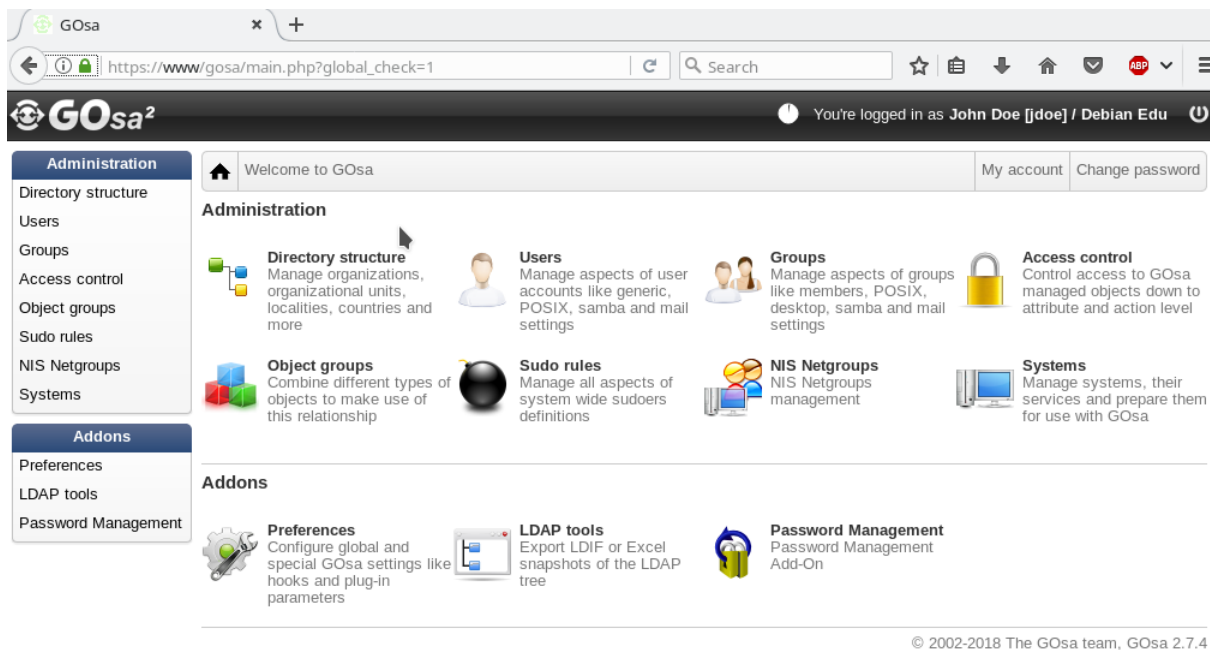 GOsa
https://www/gosa/main.php?global_check=1
Search
ABP
GOsa²
You're logged in as John Doe [jdoe] / Debian Edu
Administration
Directory structure
Users
Groups
Access control
Object groups
Sudo rules
NIS Netgroups
Systems
Addons
Preferences
LDAP tools
Password Management
Welcome to GOsa
My account
Change password
Administration
Directory structure
Manage organizations,
organizational units,
localities, countries and
more
Users
Manage aspects of user
accounts like generic,
POSIX, samba and mail
settings
Groups
Manage aspects of groups
like members, POSIX,
desktop, samba and mail
settings
Access control
Control access to GOsa
managed objects down to
attribute and action level
Object groups
Combine different types of
objects to make use of
this relationship
Sudo rules
Manage all aspects of
system wide sudoers
definitions
NIS Netgroups
NIS Netgroups
management
Systems
Manage systems, their
services and prepare them
for use with GOsa
Addons
Preferences
Configure global and
special GOsa settings like
hooks and plug-in
parameters
LDAP tools
Export LDIF or Excel
snapshots of the LDAP
tree
Password Management
Password Management
Add-On
© 2002-2018 The GOsa team, GOsa 2.7.4